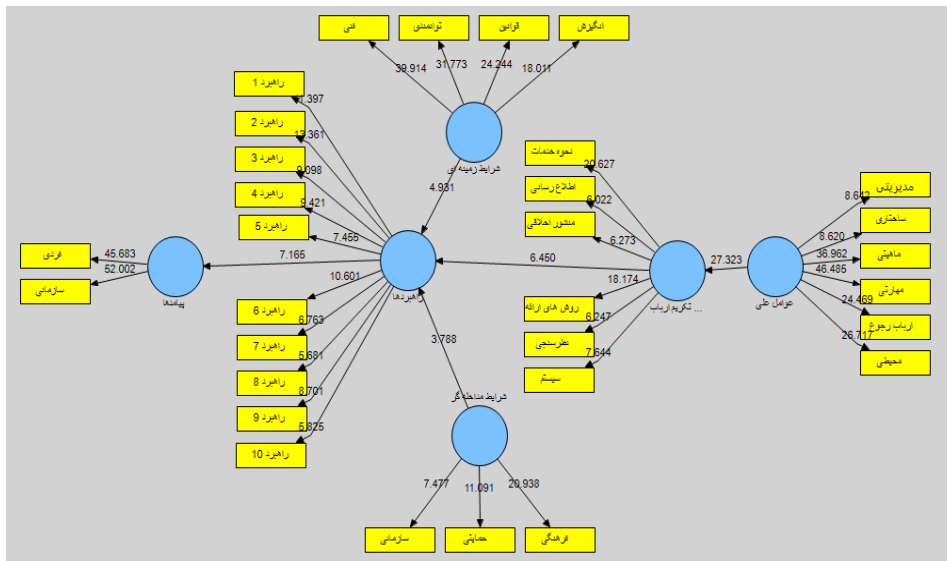 فنی
توانمندی
قوانین
انگیزش
39.914
31.773
24.244
18.011
شرایط زمینه ای
4.931
راهبرد 1
راهبرد 2
13.361
راهبرد 3
9.098
راهبرد 4
9.421
راهبرد 5
7.455
راهبردها
10.601
راهبرد 6
6.763
راهبرد 7
5.681
راهبرد 8
8.701
راهبرد 9
5.825
راهبرد 10
7.165
پیامدها
45.683
فردی
52.002
سازمانی
6.450
نحوه خدمات
20.627
اطلاع رسانی
6.022
منشور اخلاقی
6.273
18.174
روش های ارائه
6.247
نظرسنجی
7.644
سیستم
تکریم ارباب ...
27.323
عوامل علی
8.642
مدیریتی
8.620
ساختاری
36.962
ماهیتی
46.485
مهارتی
24.469
ارباب رجوع
26.717
محیطی
3.788
شرایط مداخله گر
7.477
11.091
20.938
سازمانی
حمایتی
فرهنگی